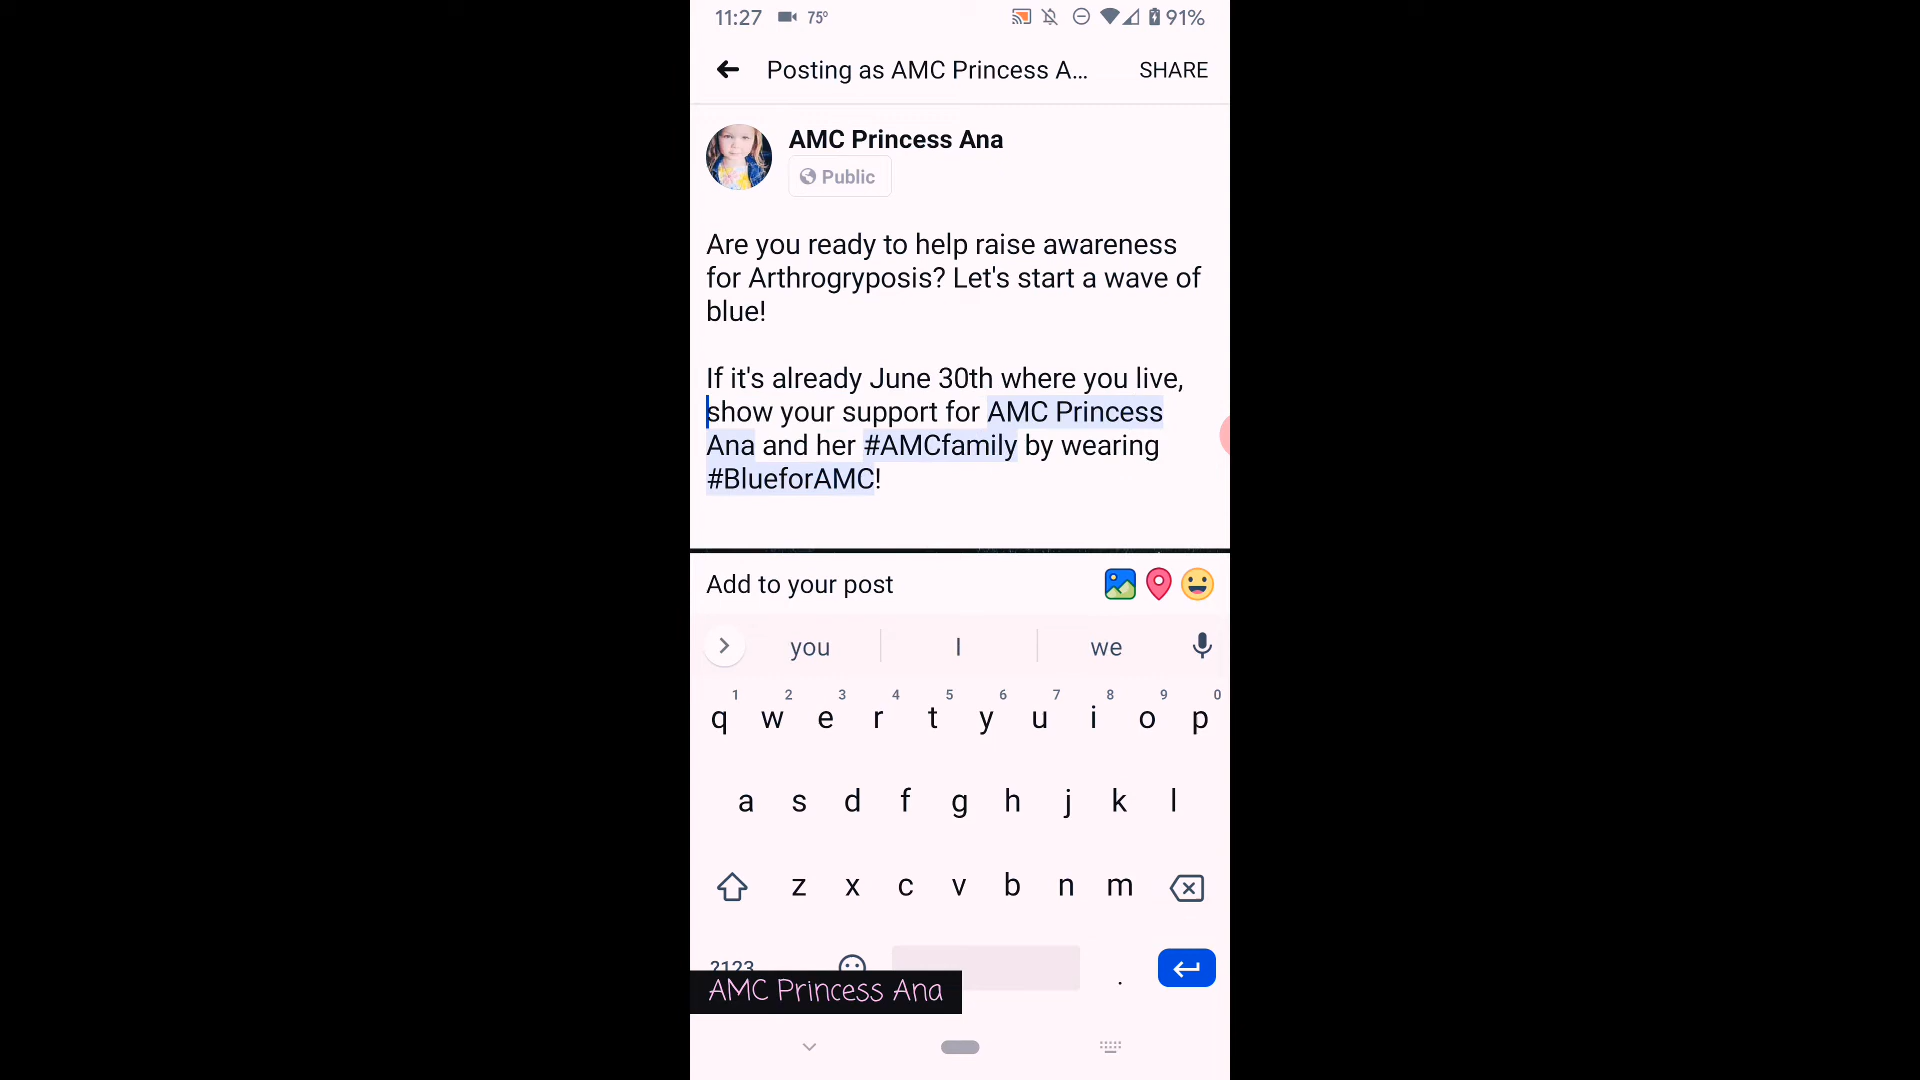 11:27 75° 91%
Posting as AMC Princess A... SHARE
AMC Princess Ana
Public
Are you ready to help raise awareness
for Arthrogryposis? Let's start a wave of
blue!
If it's already June 30th where you live,
show your support for AMC Princess
Ana and her #AMCfamily by wearing
#BlueforAMC!
Add to your post
you I we
1 2 3 4 5 6 7 8 9 0
q w e r t y u i o p
a s d f g h j k l
z x c v b n m
?123 .
AMC Princess Ana